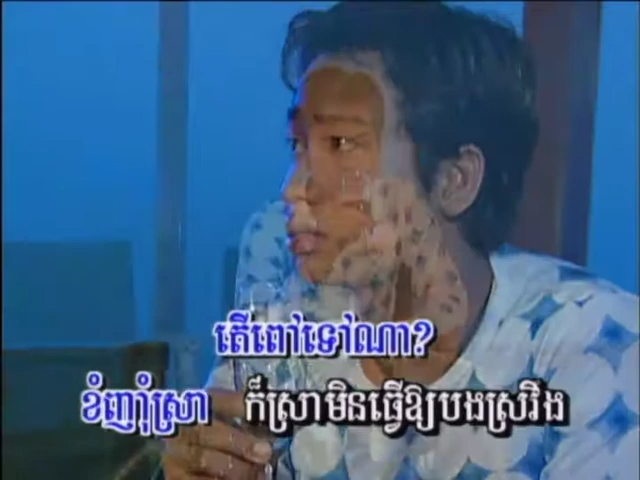 តើពៅទៅណា?
ខំញ៉ាំស្រា ក៏ស្រាមិនធ្វើឱ្យបងស្រវឹង